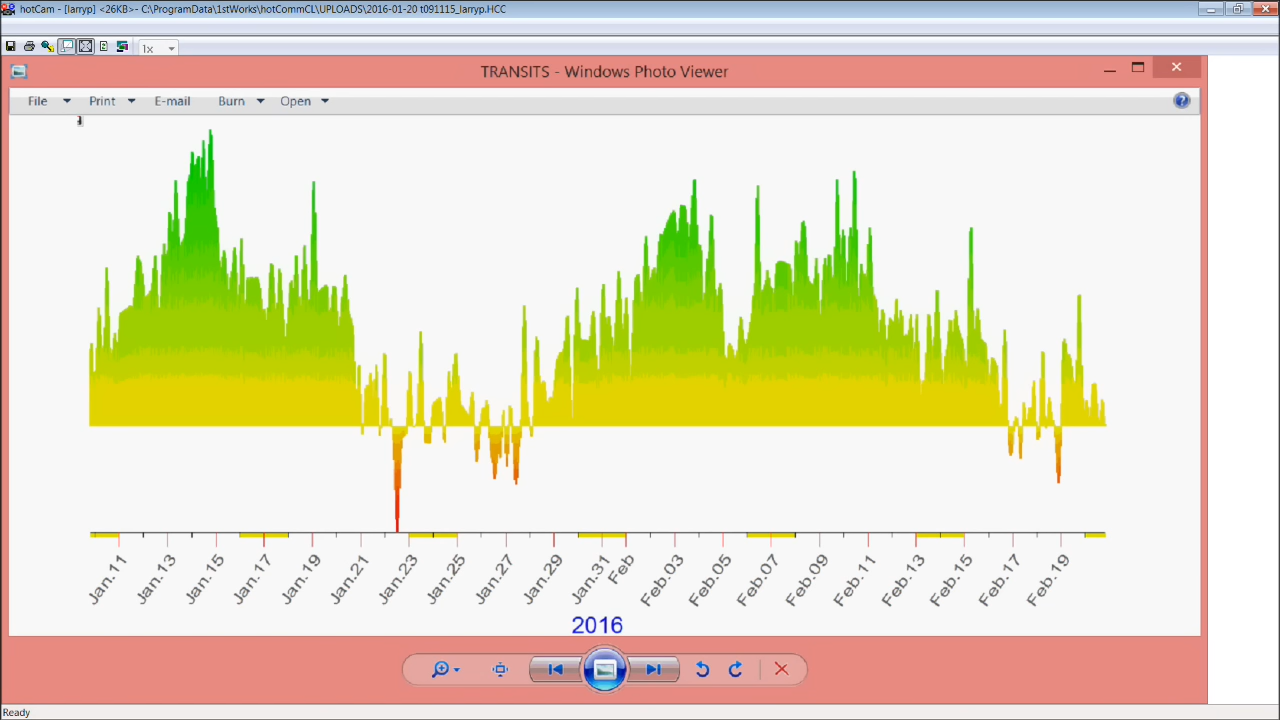 hotCam - [larryp] <26KB>- C:\ProgramData\1stWorks\hotCommCL\UPLOADS\2016-01-20 t091115_larryp.HCC
1x
TRANSITS - Windows Photo Viewer
File Print E-mail Burn Open
Jan.11 Jan.13 Jan.15 Jan.17 Jan.19 Jan.21 Jan.23 Jan.25 Jan.27 Jan.29 Jan.31 Feb Feb.03 Feb.05 Feb.07 Feb.09 Feb.11 Feb.13 Feb.15 Feb.17 Feb.19
2016
Ready